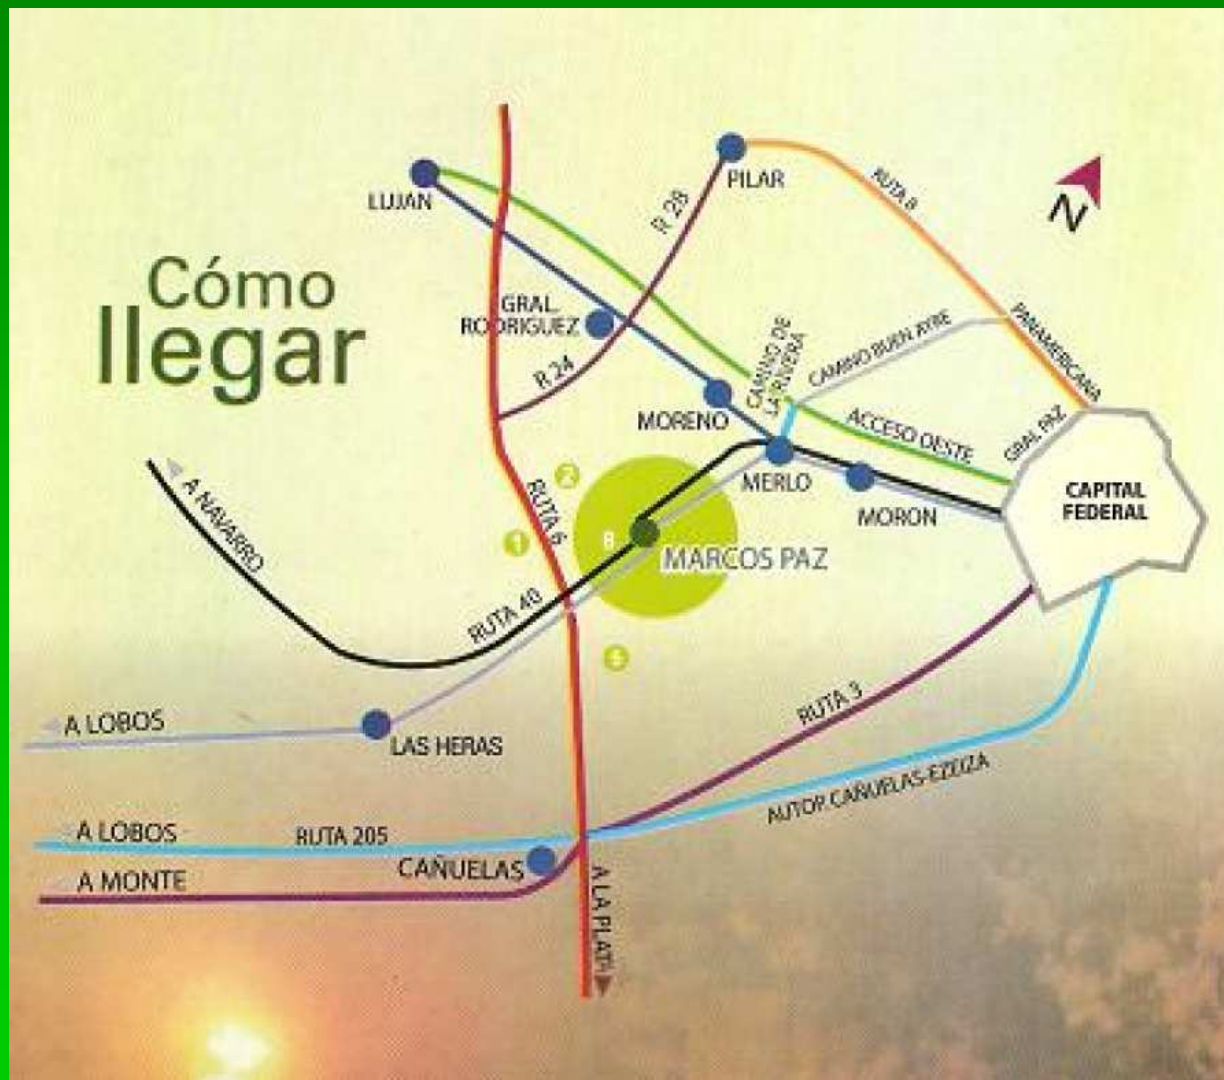 PILAR
LUJAN
R 28
RUTA 8
N
Cómo
llegar
GRAL.
RODRIGUEZ
R 24
CAMINO DE
LA RIVERA
CAMINO BUEN AYRE
PANAMERICANA
MORENO
ACCESO OESTE
GRAL PAZ
MERLO
MORON
CAPITAL
FEDERAL
A NAVARRO
RUTA 6
2
1
MARCOS PAZ
RUTA 40
A LOBOS
LAS HERAS
RUTA 3
AUTOP. CAÑUELAS-EZEIZA
A LOBOS
RUTA 205
CAÑUELAS
A MONTE
A LA PLATA